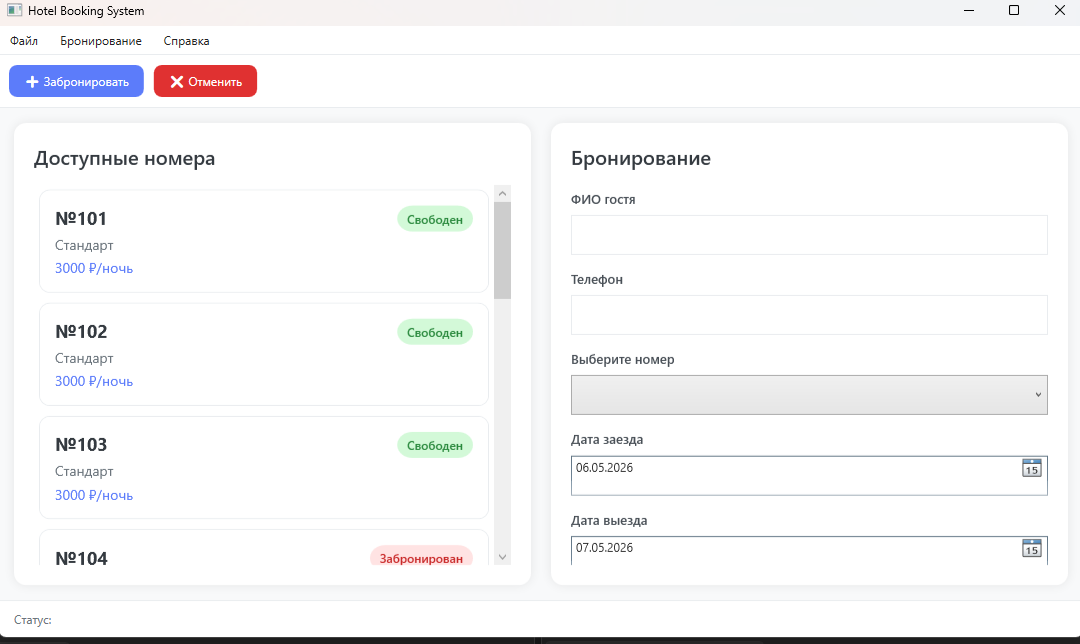 Hotel Booking System
Файл Бронирование Справка
Забронировать Отменить
Доступные номера
№101
Свободен
Стандарт
3000 ₽/ночь
№102
Свободен
Стандарт
3000 ₽/ночь
№103
Свободен
Стандарт
3000 ₽/ночь
№104
Забронирован
Бронирование
ФИО гостя
Телефон
Выберите номер
Дата заезда
06.05.2026
15
Дата выезда
07.05.2026
15
Статус: